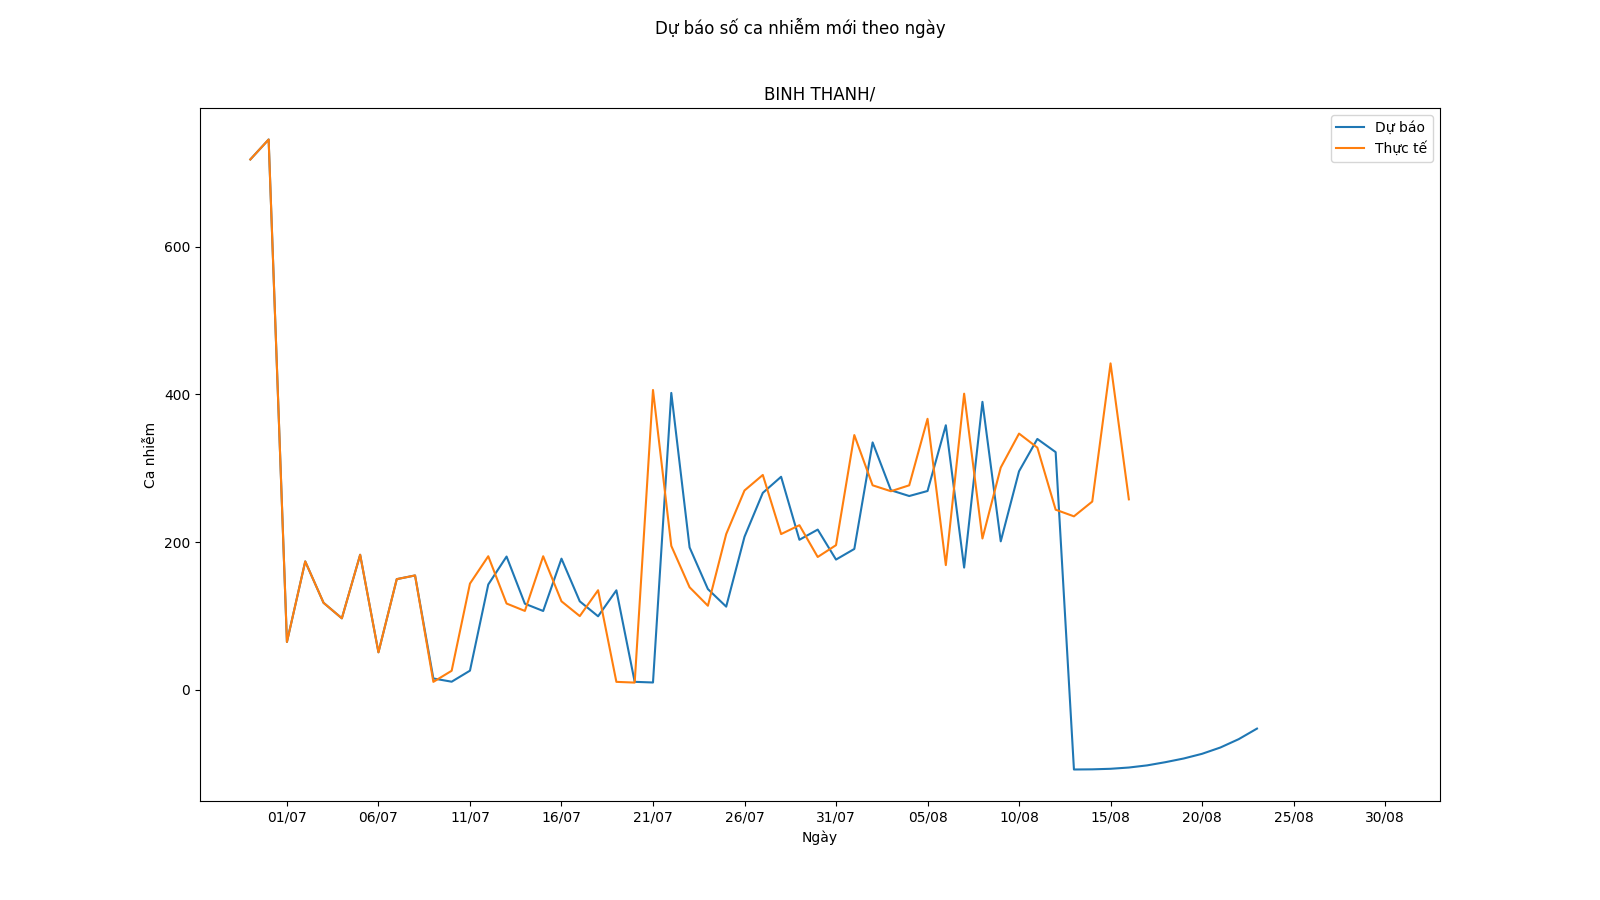 Dự báo số ca nhiễm mới theo ngày
BINH THANH/
Dự báo
Thực tế
600
400
200
0
Ca nhiễm
01/07 06/07 11/07 16/07 21/07 26/07 31/07 05/08 10/08 15/08 20/08 25/08 30/08
Ngày